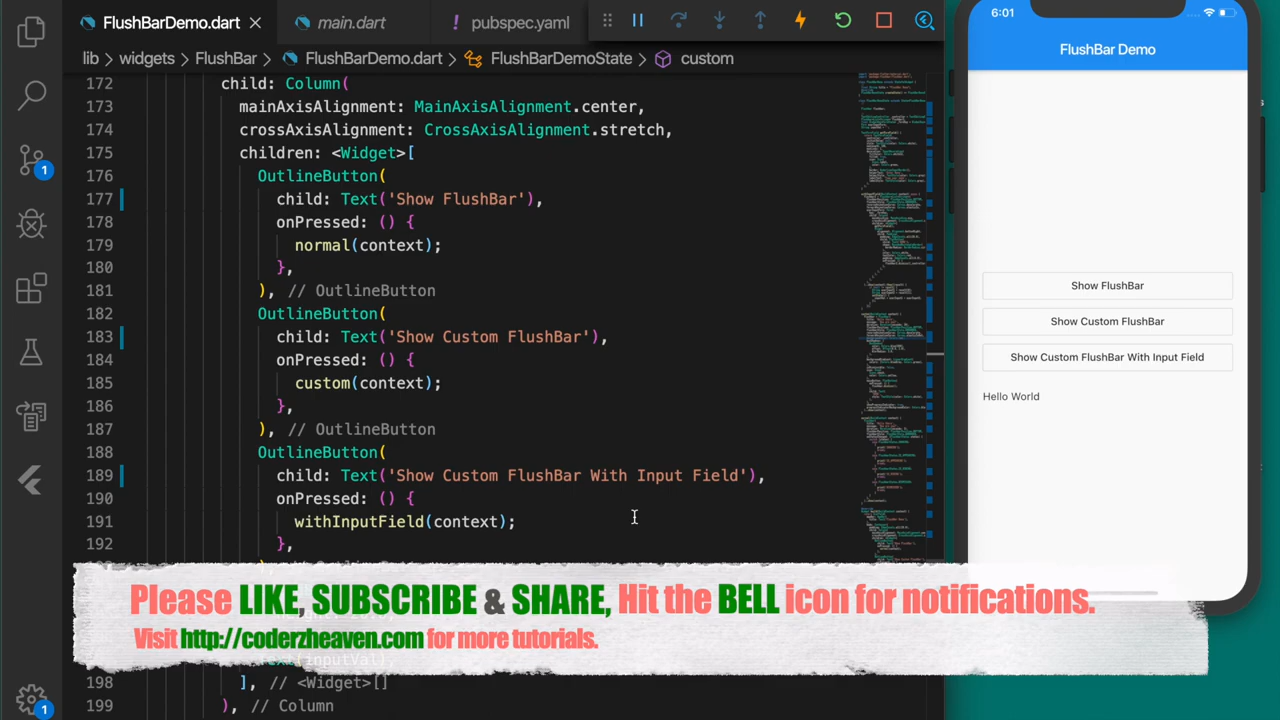 FlushBarDemo.dart
main.dart
! pubspec.yaml
lib > widgets > FlushBar > FlushBarDemo.dart > FlushBarDemoState > custom
172 child: Column(
173 mainAxisAlignment: MainAxisAlignment.center,
174 crossAxisAlignment: CrossAxisAlignment.stretch,
175 children: <Widget>[
176 OutlineButton(
177 child: Text('Show FlushBar'),
178 onPressed: () {
179 normal(context);
180 },
181 ), // OutlineButton
182 OutlineButton(
183 child: Text('Show Custom FlushBar'),
184 onPressed: () {
185 custom(context);
186 },
187 ), // OutlineButton
188 OutlineButton(
189 child: Text('Show Custom FlushBar With Input Field'),
190 onPressed: () {
191 withInputField(context);
192 },
Text(inputVal),
198 ], // <Widget>[]
199 ), // Column
1
1
6:01
FlushBar Demo
Show FlushBar
Show Custom FlushBar
Show Custom FlushBar With Input Field
Hello World
Please LIKE, SUBSCRIBE & SHARE, Hit the BELL icon for notifications.
Visit http://coderzheaven.com for more tutorials.